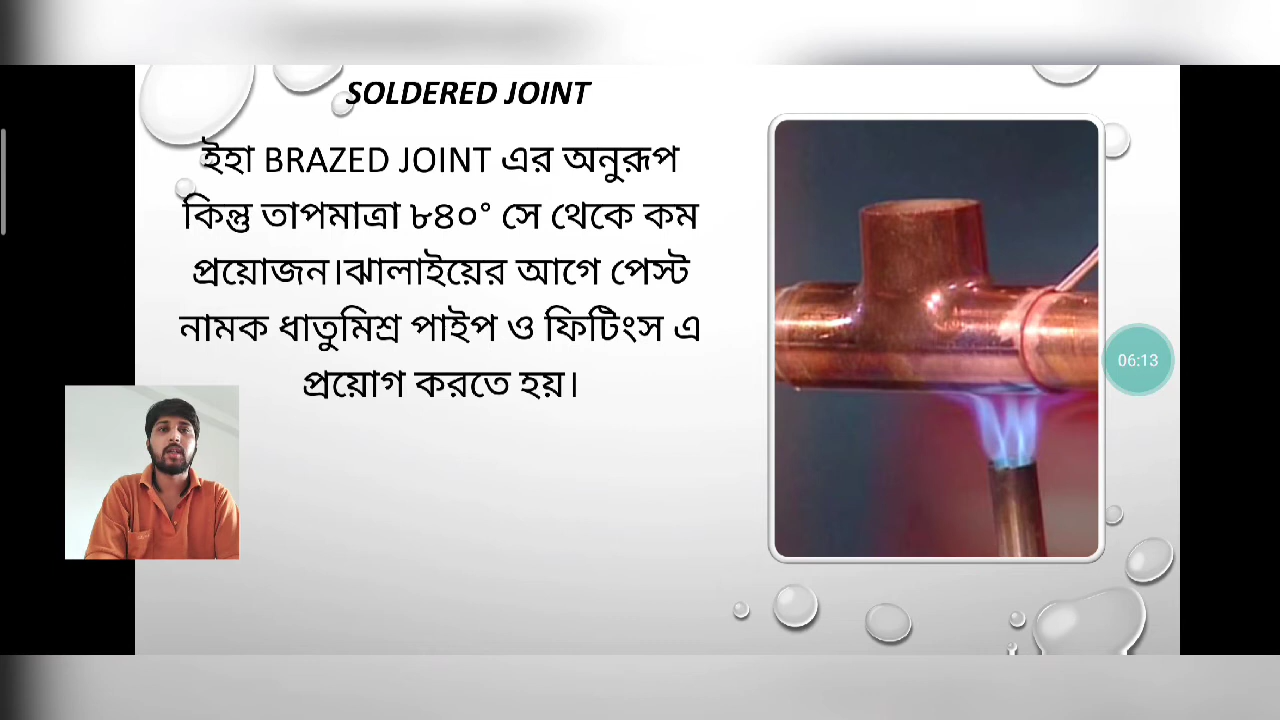 SOLDERED JOINT
ইহা BRAZED JOINT এর অনুরূপ
কিন্তু তাপমাত্রা ৮৪০° সে থেকে কম
প্রয়োজন।ঝালাইয়ের আগে পেস্ট
নামক ধাতুমিশ্র পাইপ ও ফিটিংস এ
প্রয়োগ করতে হয়।
06:13